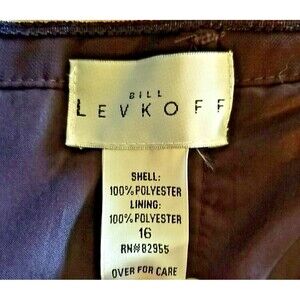 BILL
LEVKOFF
SHELL:
100% POLYESTER
LINING:
100% POLYESTER
16
RN# 82955
OVER FOR CARE